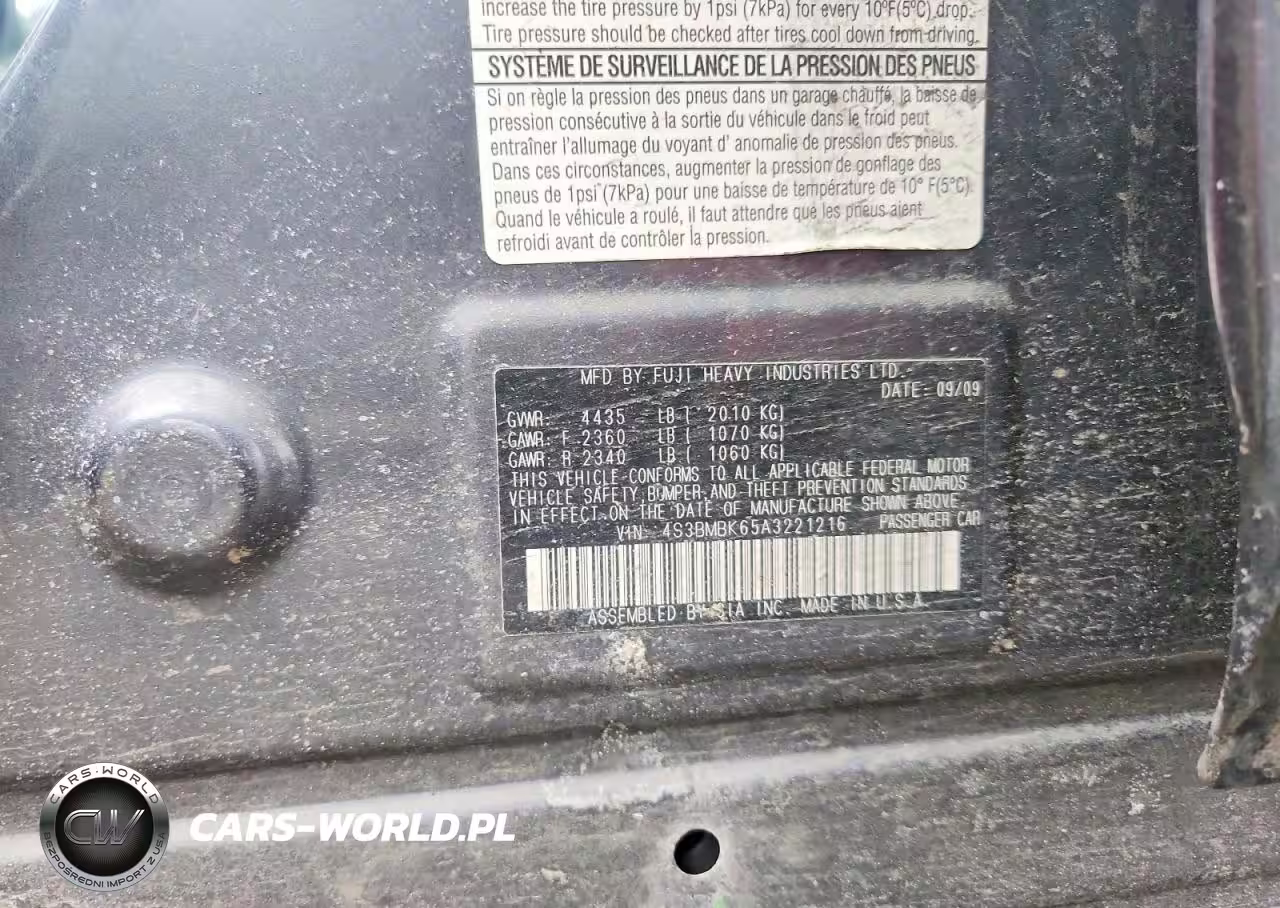 increase the tire pressure by 1psi (7kPa) for every 10°F(5°C) drop.
Tire pressure should be checked after tires cool down from driving.
SYSTÈME DE SURVEILLANCE DE LA PRESSION DES PNEUS
Si on règle la pression des pneus dans un garage chauffé, la baisse de
pression consécutive à la sortie du véhicule dans le froid peut
entraîner l'allumage du voyant d' anomalie de pression des pneus.
Dans ces circonstances, augmenter la pression de gonflage des
pneus de 1psi (7kPa) pour une baisse de température de 10° F(5°C).
Quand le véhicule a roulé, il faut attendre que les pneus aient
refroidi avant de contrôler la pression.
MFD BY FUJI HEAVY INDUSTRIES LTD.
DATE: 09/09
GVWR: 4435 LB ( 2010 KG)
GAWR: F 2360 LB ( 1070 KG)
GAWR: R 2340 LB ( 1060 KG)
THIS VEHICLE CONFORMS TO ALL APPLICABLE FEDERAL MOTOR
VEHICLE SAFETY, BUMPER, AND THEFT PREVENTION STANDARDS
IN EFFECT ON THE DATE OF MANUFACTURE SHOWN ABOVE.
VIN: 4S3BMBK65A3221216 PASSENGER CAR
ASSEMBLED BY SIA INC. MADE IN U.S.A.
CARS-WORLD
CW
BEZPOŚREDNI IMPORT Z USA
CARS-WORLD.PL